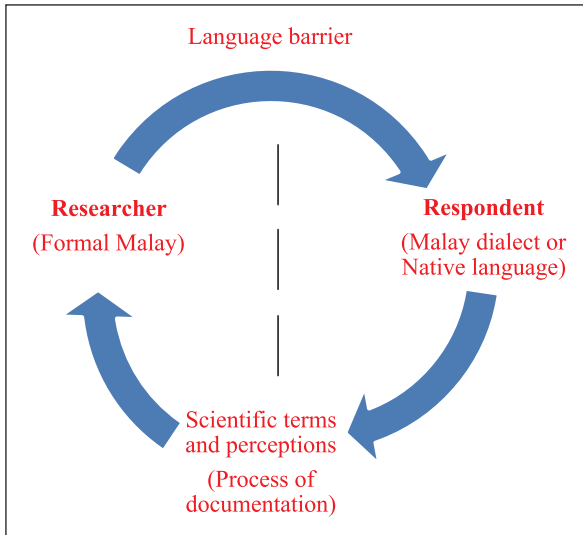 Language barrier
Researcher
(Formal Malay)
Respondent
(Malay dialect or
Native language)
Scientific terms
and perceptions
(Process of
documentation)